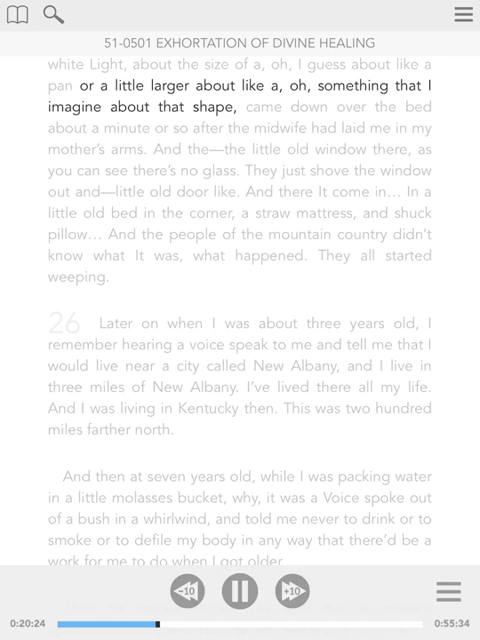 51-0501 EXHORTATION OF DIVINE HEALING
white Light, about the size of a, oh, I guess about like a
pan or a little larger about like a, oh, something that I
imagine about that shape, came down over the bed
about a minute or so after the midwife had laid me in my
mother's arms. And the—the little old window there, as
you can see there's no glass. They just shove the window
out and—little old door like. And there It come in… In a
little old bed in the corner, a straw mattress, and shuck
pillow… And the people of the mountain country didn't
know what It was, what happened. They all started
weeping.
26 Later on when I was about three years old, I
remember hearing a voice speak to me and tell me that I
would live near a city called New Albany, and I live in
three miles of New Albany. I've lived there all my life.
And I was living in Kentucky then. This was two hundred
miles farther north.
And then at seven years old, while I was packing water
in a little molasses bucket, why, it was a Voice spoke out
of a bush in a whirlwind, and told me never to drink or to
smoke or to defile my body in any way that there'd be a
work for me to do when I got older.
-10
+10
0:20:24
0:55:34